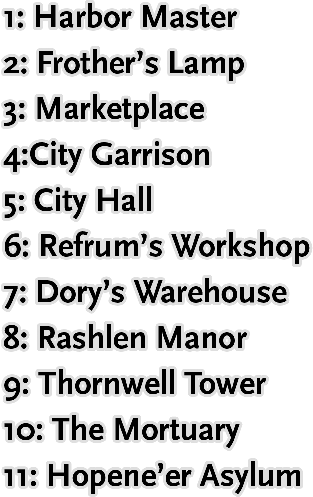 1: Harbor Master
2: Frother’s Lamp
3: Marketplace
4:City Garrison
5: City Hall
6: Refrum’s Workshop
7: Dory’s Warehouse
8: Rashlen Manor
9: Thornwell Tower
10: The Mortuary
11: Hopene’er Asylum